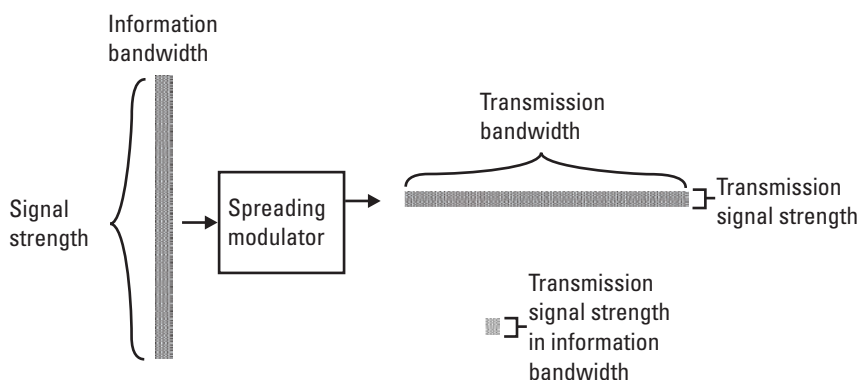 Information
bandwidth
Signal
strength
Spreading
modulator
Transmission
bandwidth
Transmission
signal strength
Transmission
signal strength
in information
bandwidth